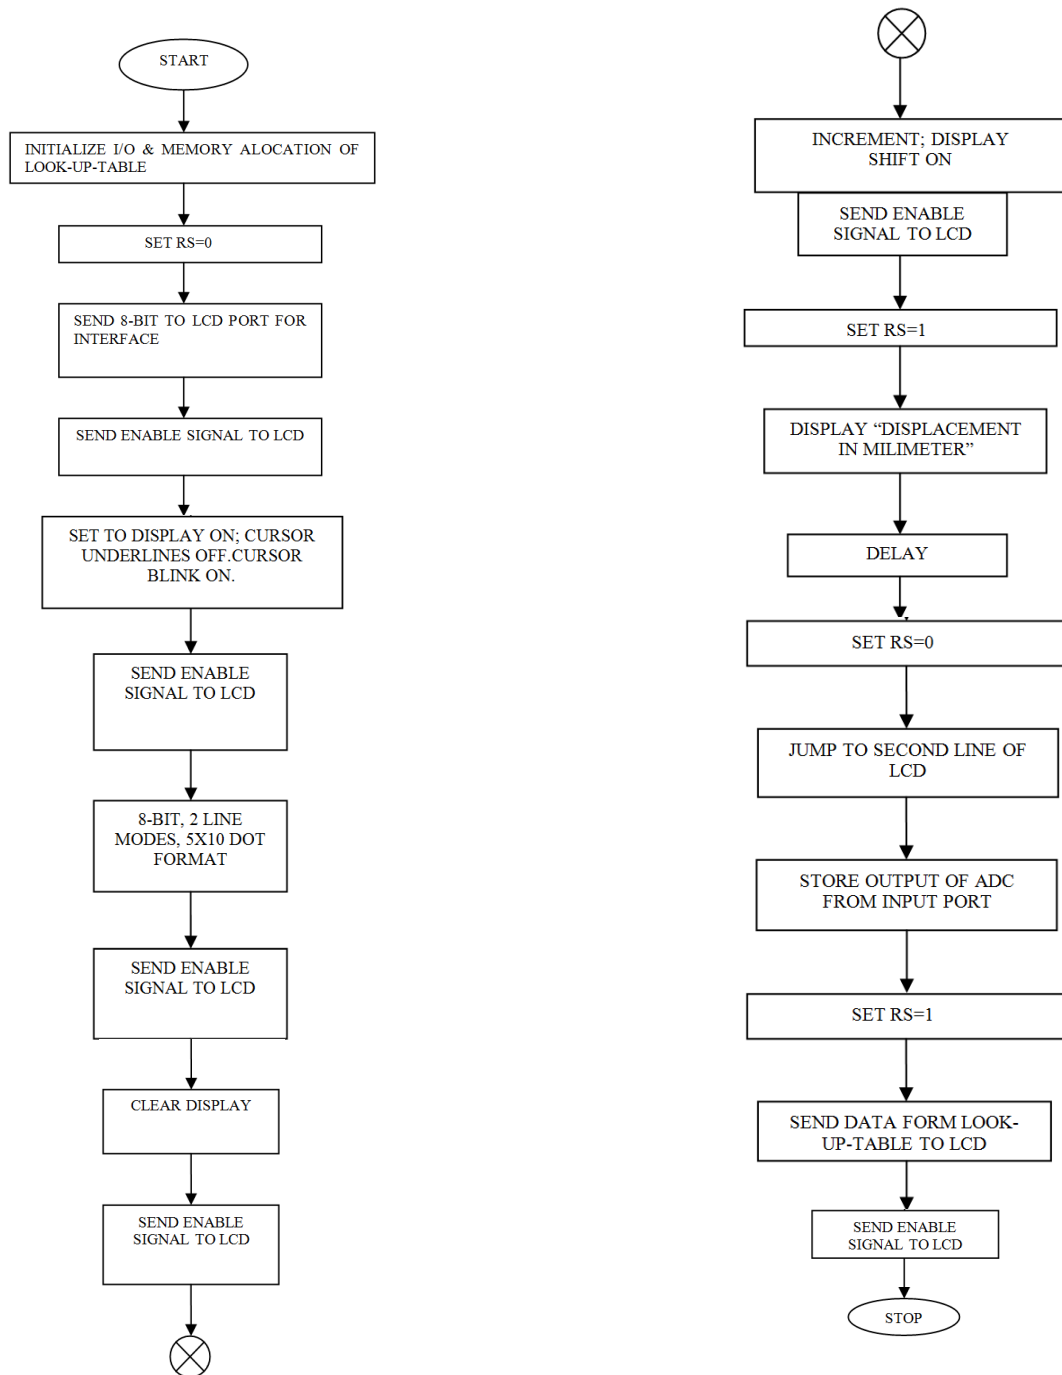 START
INITIALIZE I/O & MEMORY ALOCATION OF
LOOK-UP-TABLE
SET RS=0
SEND 8-BIT TO LCD PORT FOR
INTERFACE
SEND ENABLE SIGNAL TO LCD
SET TO DISPLAY ON; CURSOR
UNDERLINES OFF.CURSOR
BLINK ON.
SEND ENABLE
SIGNAL TO LCD
8-BIT, 2 LINE
MODES, 5X10 DOT
FORMAT
SEND ENABLE
SIGNAL TO LCD
CLEAR DISPLAY
SEND ENABLE
SIGNAL TO LCD
INCREMENT; DISPLAY
SHIFT ON
SEND ENABLE
SIGNAL TO LCD
SET RS=1
DISPLAY “DISPLACEMENT
IN MILIMETER”
DELAY
SET RS=0
JUMP TO SECOND LINE OF
LCD
STORE OUTPUT OF ADC
FROM INPUT PORT
SET RS=1
SEND DATA FORM LOOK-
UP-TABLE TO LCD
SEND ENABLE
SIGNAL TO LCD
STOP